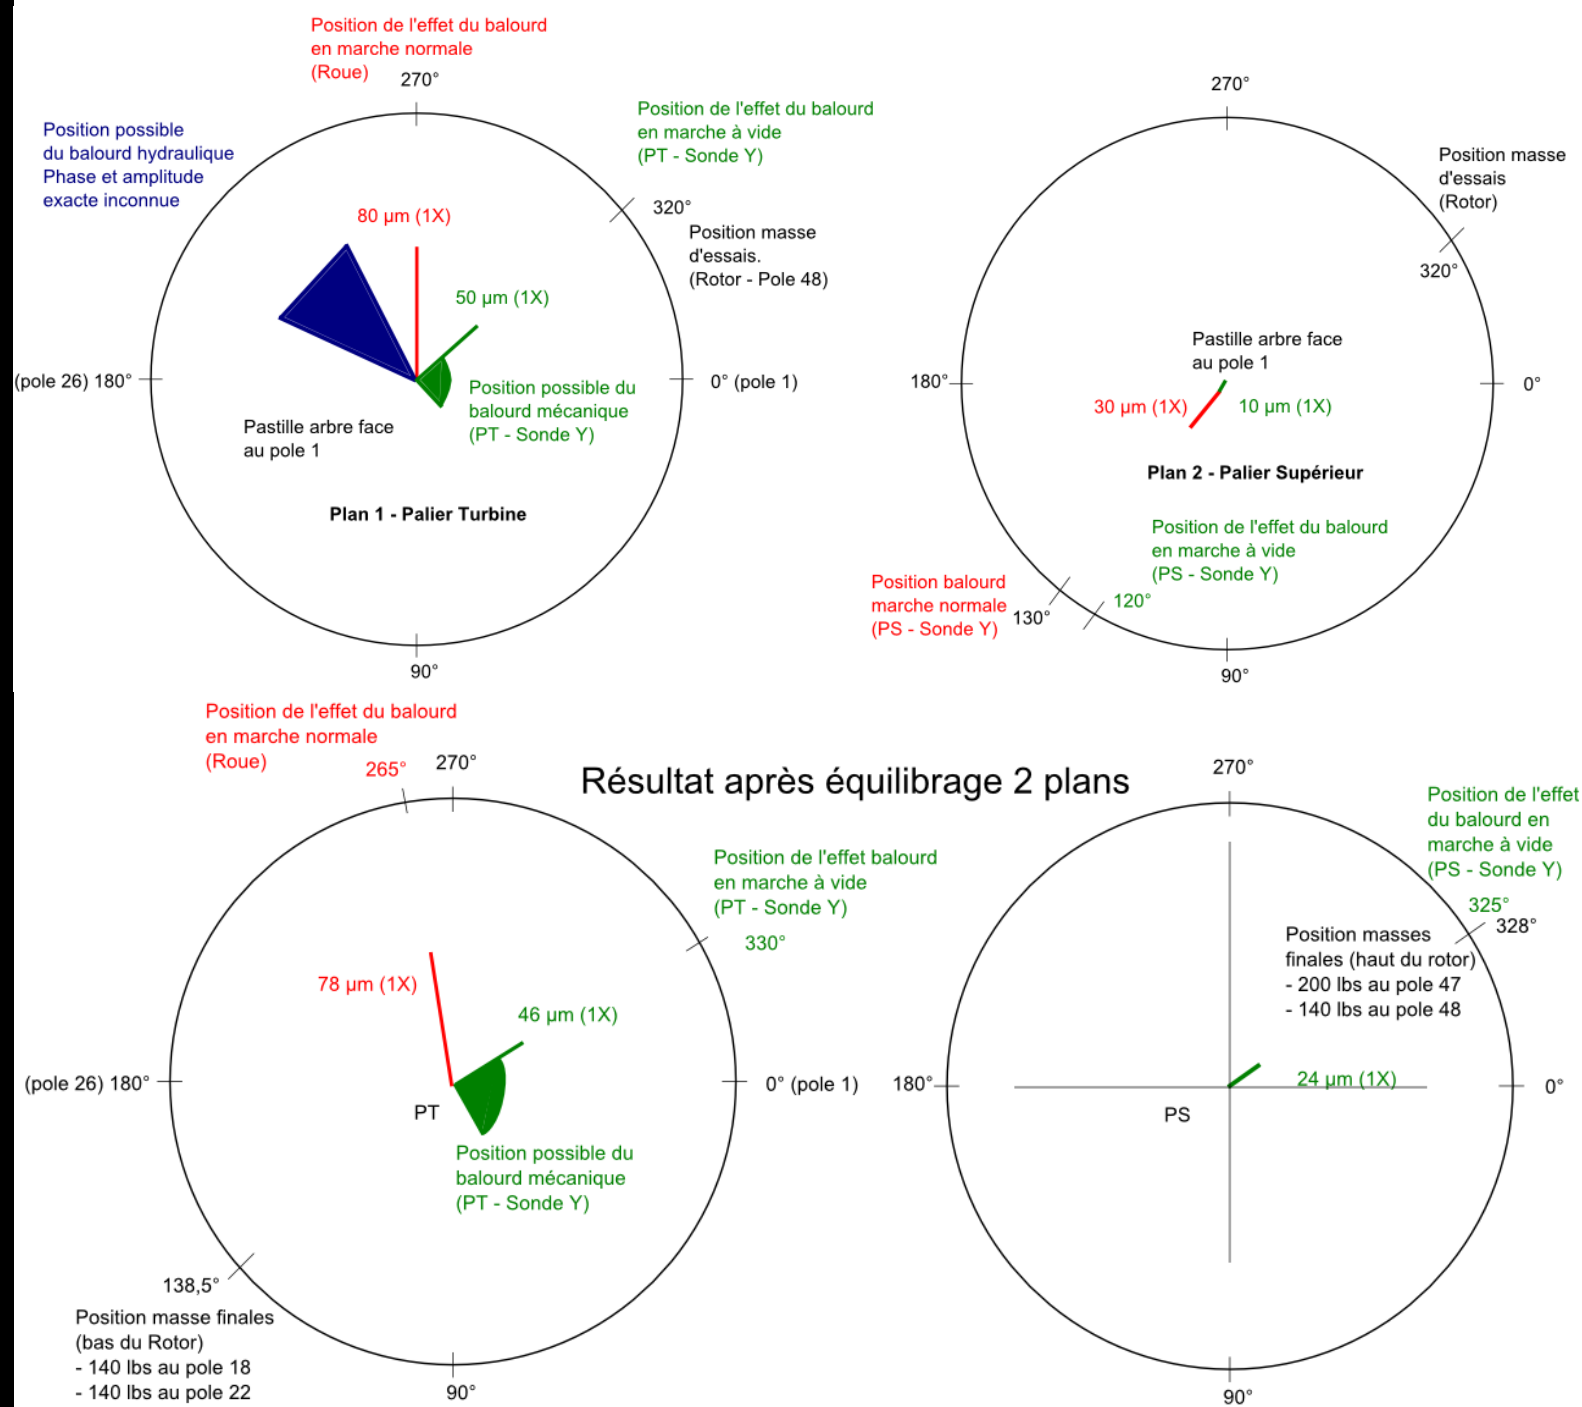 Position de l'effet du balourd
en marche normale
(Roue)
270°
Position possible
du balourd hydraulique
Phase et amplitude
exacte inconnue
Position de l'effet du balourd
en marche à vide
(PT - Sonde Y)
320°
Position masse
d'essais.
(Rotor - Pole 48)
80 µm (1X)
50 µm (1X)
(pole 26) 180°
0° (pole 1)
Position possible du
balourd mécanique
(PT - Sonde Y)
Pastille arbre face
au pole 1
Plan 1 - Palier Turbine
90°
270°
Position masse
d'essais
(Rotor)
320°
Pastille arbre face
au pole 1
180°
0°
30 µm (1X)
10 µm (1X)
Plan 2 - Palier Supérieur
Position de l'effet du balourd
en marche à vide
(PS - Sonde Y)
120°
Position balourd
marche normale
(PS - Sonde Y)
130°
90°
Résultat après équilibrage 2 plans
Position de l'effet du balourd
en marche normale
(Roue)
265°
270°
Position de l'effet balourd
en marche à vide
(PT - Sonde Y)
330°
78 µm (1X)
46 µm (1X)
(pole 26) 180°
0° (pole 1)
PT
Position possible du
balourd mécanique
(PT - Sonde Y)
138,5°
Position masse finales
(bas du Rotor)
- 140 lbs au pole 18
- 140 lbs au pole 22
90°
270°
Position de l'effet
du balourd en
marche à vide
(PS - Sonde Y)
325°
328°
Position masses
finales (haut du rotor)
- 200 lbs au pole 47
- 140 lbs au pole 48
24 µm (1X)
180°
0°
PS
90°